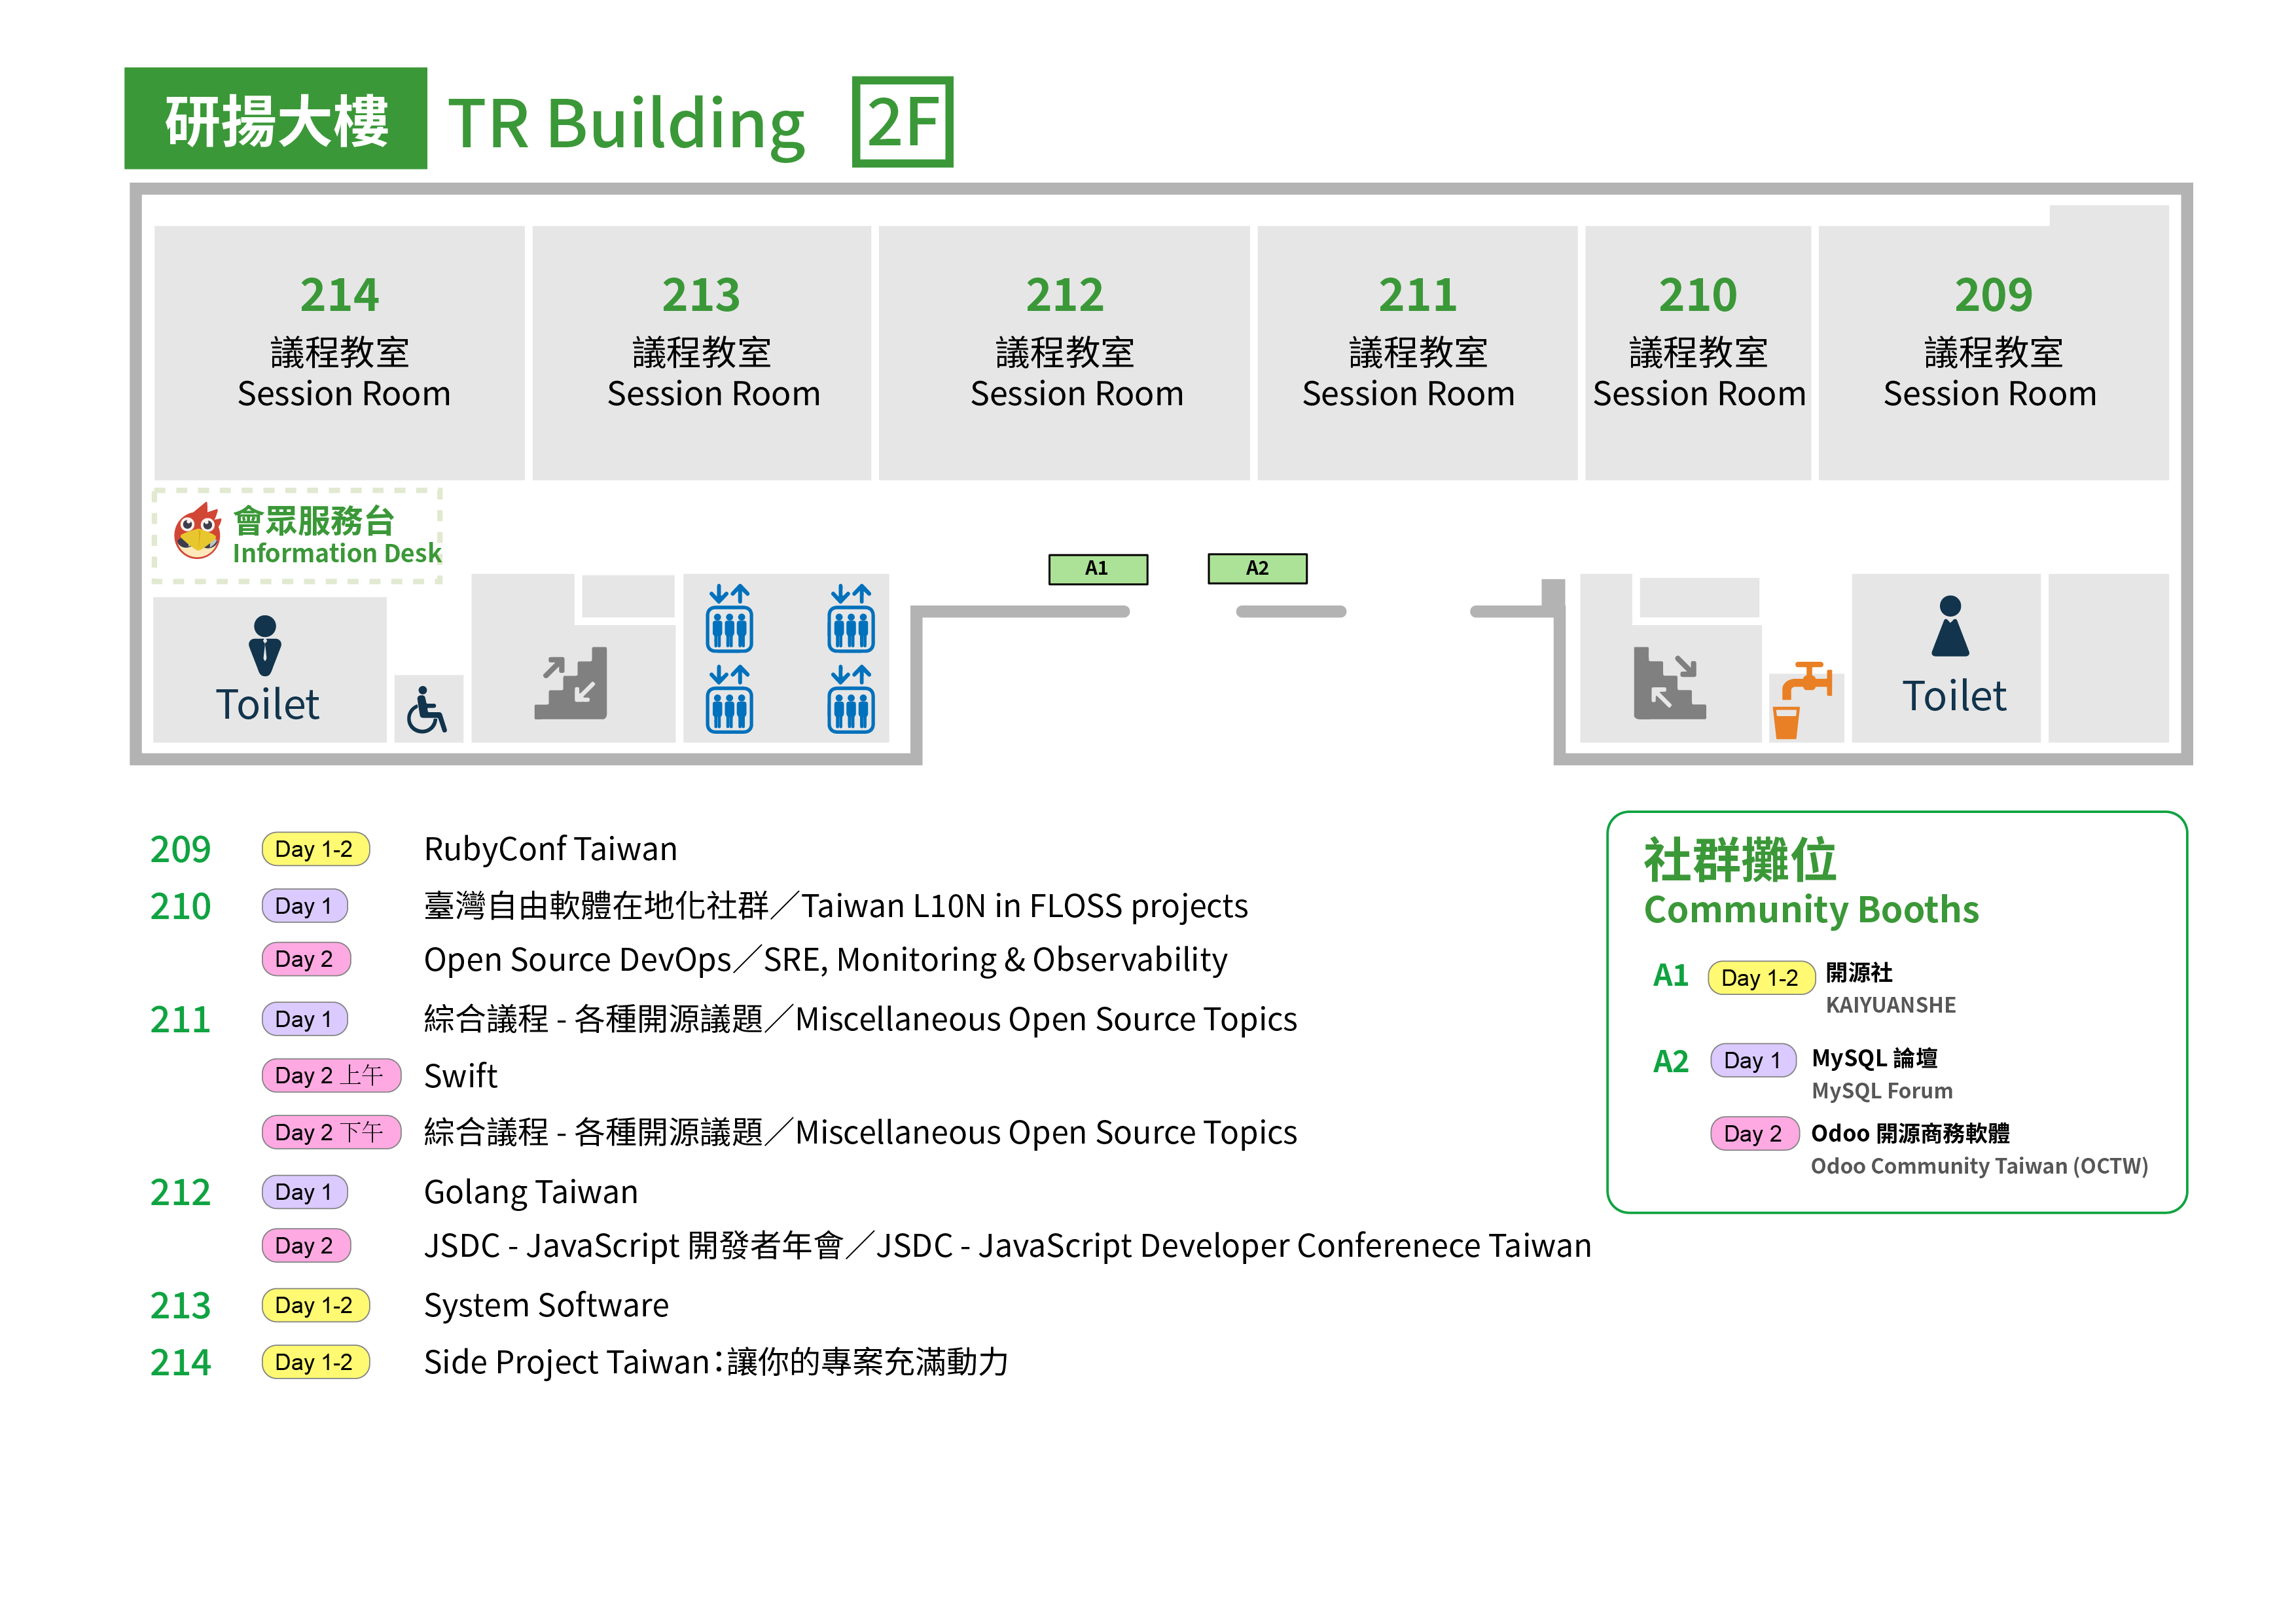 研揚大樓 TR Building 2F
214 213 212 211 210 209
議程教室 議程教室 議程教室 議程教室 議程教室 議程教室
Session Room Session Room Session Room Session Room Session Room Session Room
會眾服務台
Information Desk
A1 A2
Toilet Toilet
209 Day 1-2 RubyConf Taiwan
210 Day 1 臺灣自由軟體在地化社群／Taiwan L10N in FLOSS projects
Day 2 Open Source DevOps／SRE, Monitoring & Observability
211 Day 1 綜合議程 - 各種開源議題／Miscellaneous Open Source Topics
Day 2 上午 Swift
Day 2 下午 綜合議程 - 各種開源議題／Miscellaneous Open Source Topics
212 Day 1 Golang Taiwan
Day 2 JSDC - JavaScript 開發者年會／JSDC - JavaScript Developer Conferenece Taiwan
213 Day 1-2 System Software
214 Day 1-2 Side Project Taiwan：讓你的專案充滿動力
社群攤位
Community Booths
A1 Day 1-2 開源社
KAIYUANSHE
A2 Day 1 MySQL 論壇
MySQL Forum
Day 2 Odoo 開源商務軟體
Odoo Community Taiwan (OCTW)